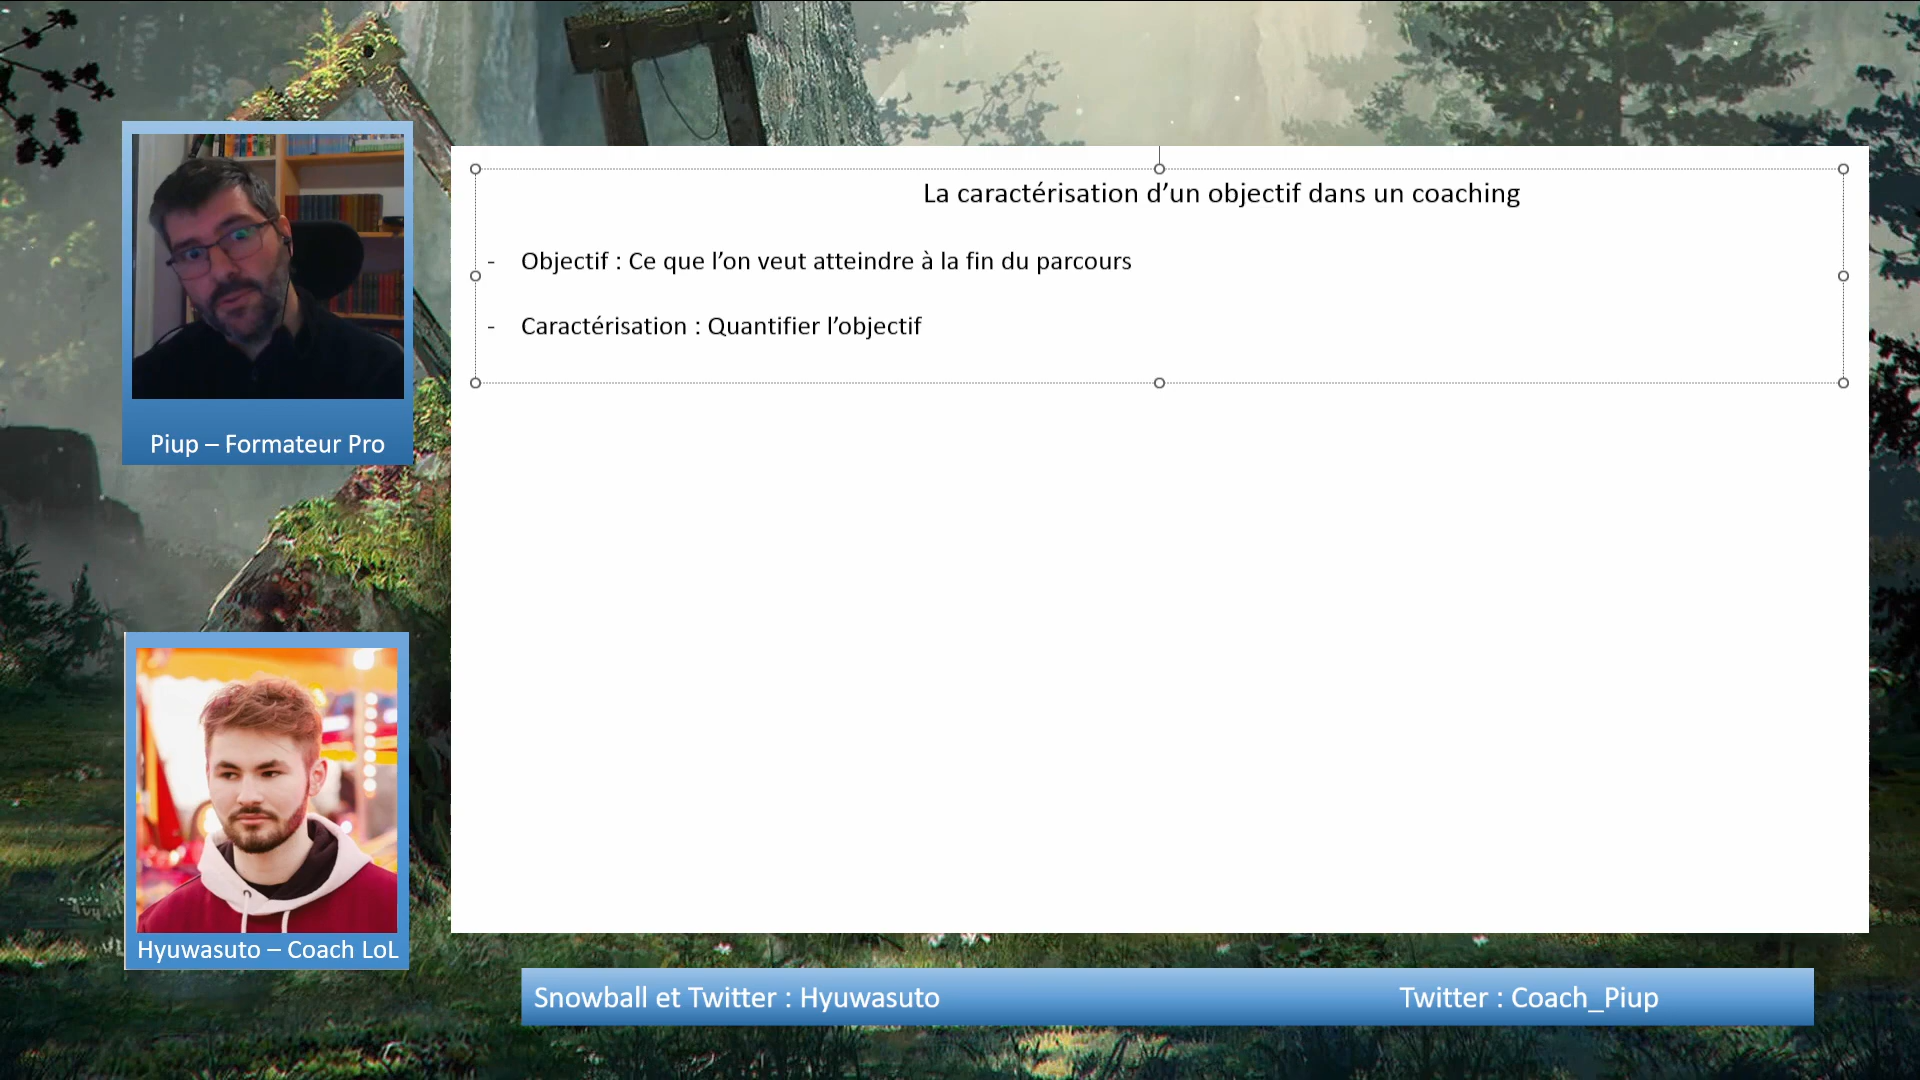 La caractérisation d’un objectif dans un coaching
- Objectif : Ce que l’on veut atteindre à la fin du parcours
- Caractérisation : Quantifier l’objectif
Piup – Formateur Pro
Hyuwasuto – Coach LoL
Snowball et Twitter : Hyuwasuto
Twitter : Coach_Piup